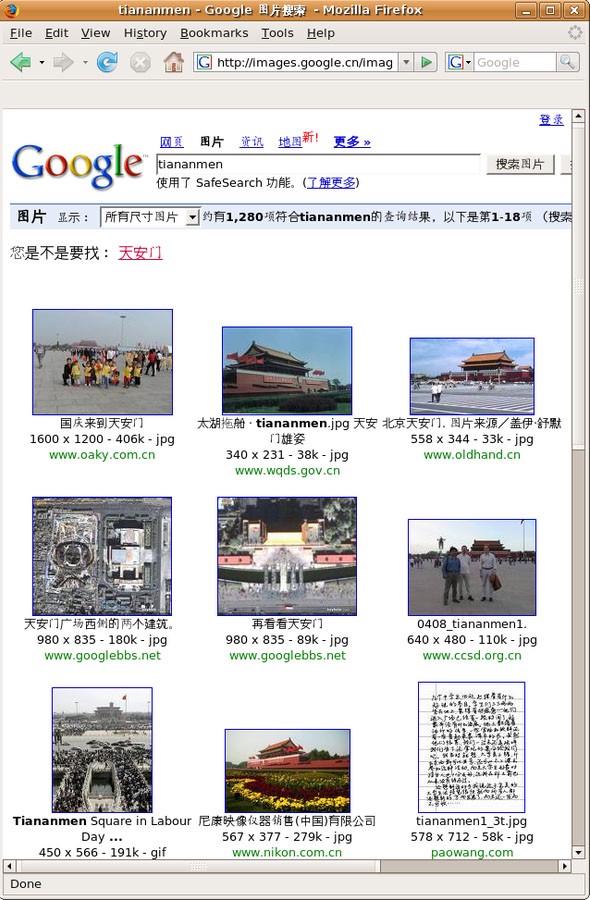 tiananmen - Google 图片搜索 - Mozilla Firefox
File Edit View History Bookmarks Tools Help
http://images.google.cn/imag
Google
登录
网页 图片 资讯 地图新! 更多 »
Google
tiananmen
搜索图片
使用了 SafeSearch 功能。(了解更多)
图片 显示： 所有尺寸图片 约有1,280项符合tiananmen的查询结果，以下是第1-18项 （搜索
您是不是要找： 天安门
国庆来到天安门
1600 x 1200 - 406k - jpg
www.oaky.com.cn
太湖拖舶 · tiananmen.jpg 天安
门雄姿
340 x 231 - 38k - jpg
www.wqds.gov.cn
北京天安门. 图片来源／盖伊·舒默
558 x 344 - 33k - jpg
www.oldhand.cn
天安门广场西侧的两个建筑。
980 x 835 - 180k - jpg
www.googlebbs.net
再看看天安门
980 x 835 - 89k - jpg
www.googlebbs.net
0408_tiananmen1.
640 x 480 - 110k - jpg
www.ccsd.org.cn
Tiananmen Square in Labour
Day ...
450 x 566 - 191k - gif
尼康映像仪器销售(中国)有限公司
567 x 377 - 279k - jpg
www.nikon.com.cn
tiananmen1_3t.jpg
578 x 712 - 58k - jpg
paowang.com
Done